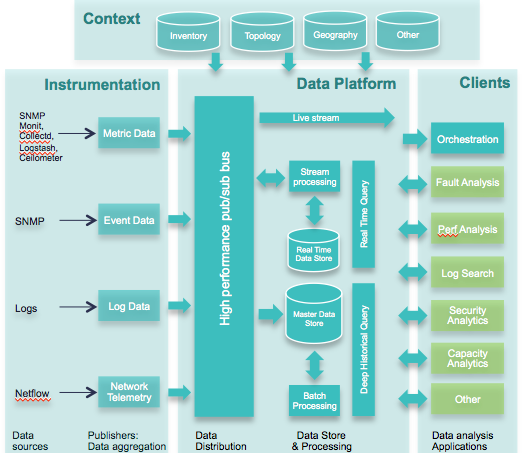 Context
Inventory
Topology
Geography
Other
Instrumentation
Data Platform
Clients
SNMP
Monit,
Collectd,
Logstash,
Ceilometer
Metric Data
SNMP
Event Data
Logs
Log Data
Netflow
Network
Telemetry
High performance pub/sub bus
Live stream
Stream
processing
Real Time
Data Store
Real Time Query
Master Data
Store
Batch
Processing
Deep Historical Query
Orchestration
Fault Analysis
Perf Analysis
Log Search
Security
Analytics
Capacity
Analytics
Other
Data
sources
Publishers:
Data aggregation
Data
Distribution
Data Store
& Processing
Data analysis
Applications